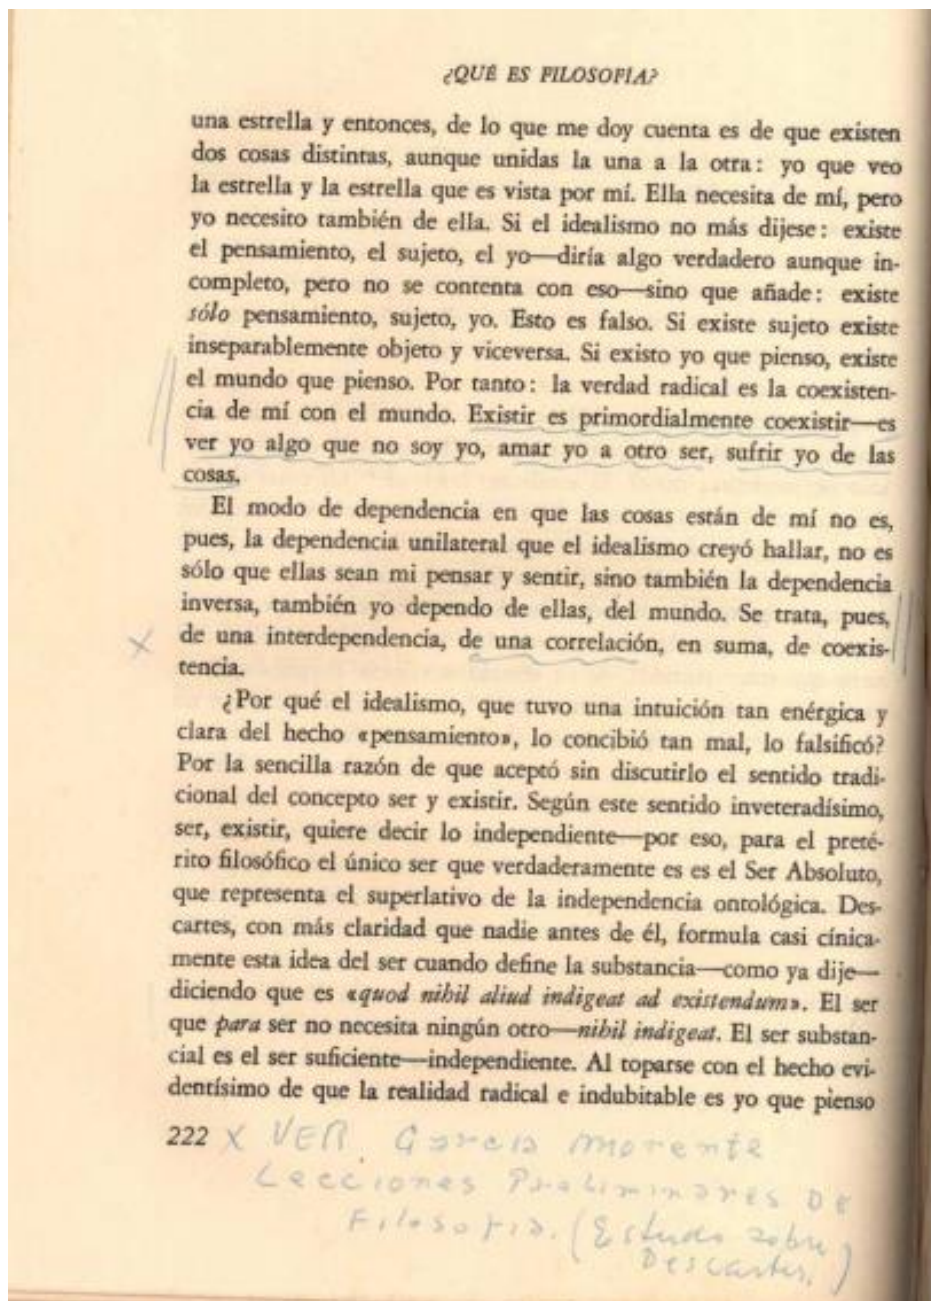 ¿QUÉ ES FILOSOFÍA?
una estrella y entonces, de lo que me doy cuenta es de que existen
dos cosas distintas, aunque unidas la una a la otra: yo que veo
la estrella y la estrella que es vista por mí. Ella necesita de mí, pero
yo necesito también de ella. Si el idealismo no más dijese: existe
el pensamiento, el sujeto, el yo—diría algo verdadero aunque in-
completo, pero no se contenta con eso—sino que añade: existe
sólo pensamiento, sujeto, yo. Esto es falso. Si existe sujeto existe
inseparablemente objeto y viceversa. Si existo yo que pienso, existe
el mundo que pienso. Por tanto: la verdad radical es la coexisten-
cia de mí con el mundo. Existir es primordialmente coexistir—es
ver yo algo que no soy yo, amar yo a otro ser, sufrir yo de las
cosas.
El modo de dependencia en que las cosas están de mí no es,
pues, la dependencia unilateral que el idealismo creyó hallar, no es
sólo que ellas sean mi pensar y sentir, sino también la dependencia
inversa, también yo dependo de ellas, del mundo. Se trata, pues,
X de una interdependencia, de una correlación, en suma, de coexis-
tencia.
¿Por qué el idealismo, que tuvo una intuición tan enérgica y
clara del hecho «pensamiento», lo concibió tan mal, lo falsificó?
Por la sencilla razón de que aceptó sin discutirlo el sentido tradi-
cional del concepto ser y existir. Según este sentido inveteradísimo,
ser, existir, quiere decir lo independiente—por eso, para el preté-
rito filosófico el único ser que verdaderamente es es el Ser Absoluto,
que representa el superlativo de la independencia ontológica. Des-
cartes, con más claridad que nadie antes de él, formula casi cínica-
mente esta idea del ser cuando define la substancia—como ya dije—
diciendo que es «quod nihil aliud indigeat ad existendum». El ser
que para ser no necesita ningún otro—nihil indigeat. El ser substan-
cial es el ser suficiente—independiente. Al toparse con el hecho evi-
dentísimo de que la realidad radical e indubitable es yo que pienso
222 X VER. Garcia morente
Lecciones Preliminares De
Filosofia. (Estudo sobre
Descartes.)